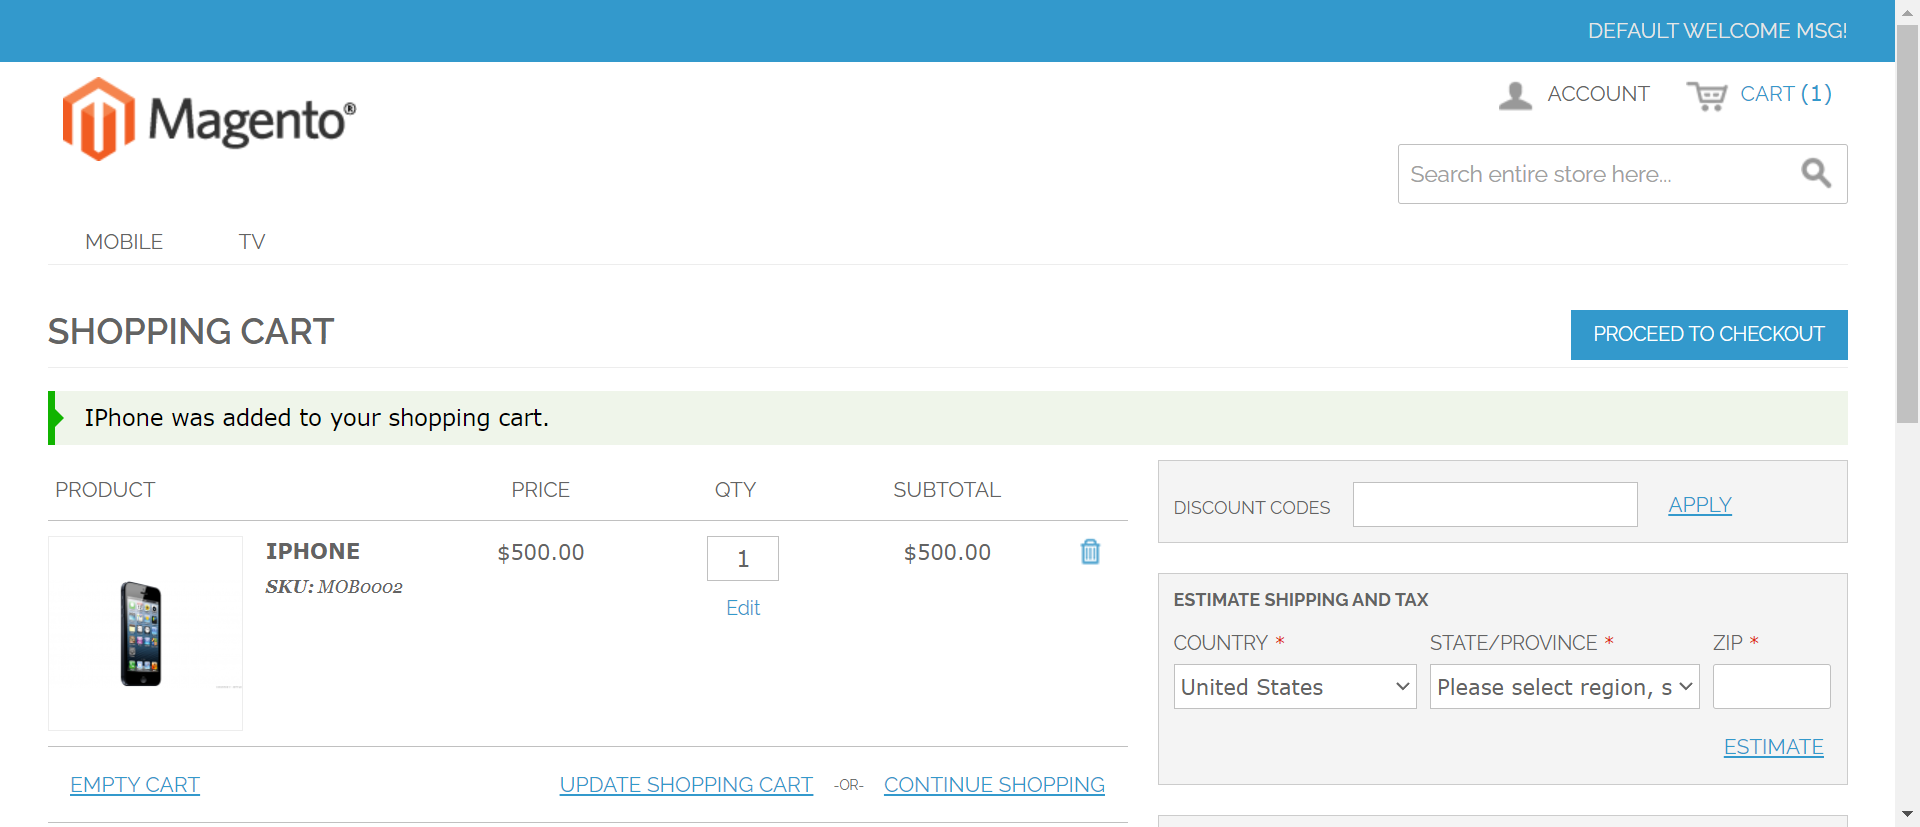 DEFAULT WELCOME MSG!
Magento®
ACCOUNT
CART (1)
Search entire store here...
MOBILE
TV
SHOPPING CART
PROCEED TO CHECKOUT
IPhone was added to your shopping cart.
PRODUCT PRICE QTY SUBTOTAL
IPHONE $500.00 1 $500.00
SKU: MOB0002
Edit
EMPTY CART UPDATE SHOPPING CART -OR- CONTINUE SHOPPING
DISCOUNT CODES APPLY
ESTIMATE SHIPPING AND TAX
COUNTRY * STATE/PROVINCE * ZIP *
United States Please select region, s
ESTIMATE